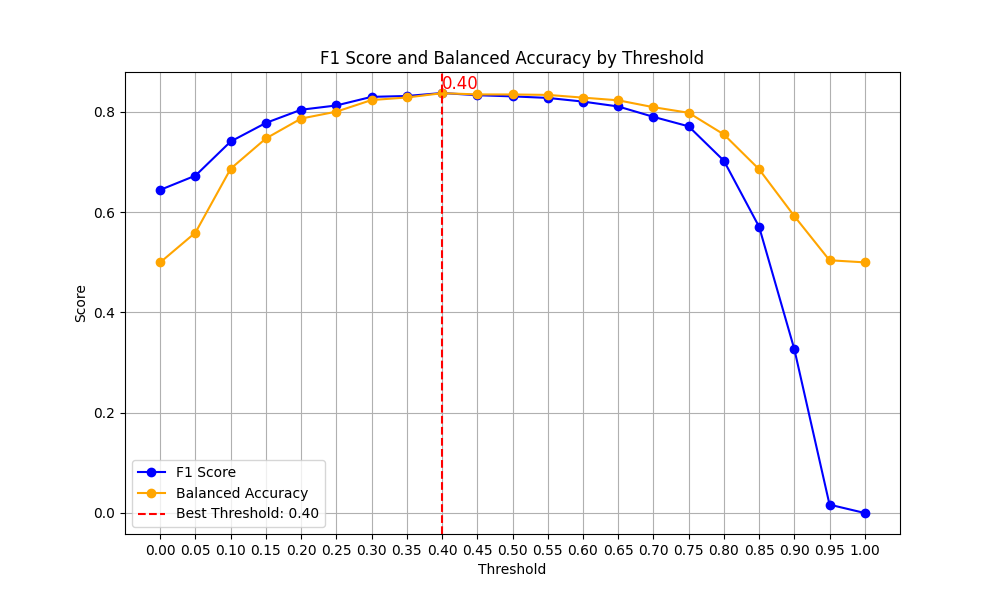 F1 Score and Balanced Accuracy by Threshold
0.40
0.8
0.6
0.4
0.2
0.0
Score
F1 Score
Balanced Accuracy
Best Threshold: 0.40
0.00 0.05 0.10 0.15 0.20 0.25 0.30 0.35 0.40 0.45 0.50 0.55 0.60 0.65 0.70 0.75 0.80 0.85 0.90 0.95 1.00
Threshold